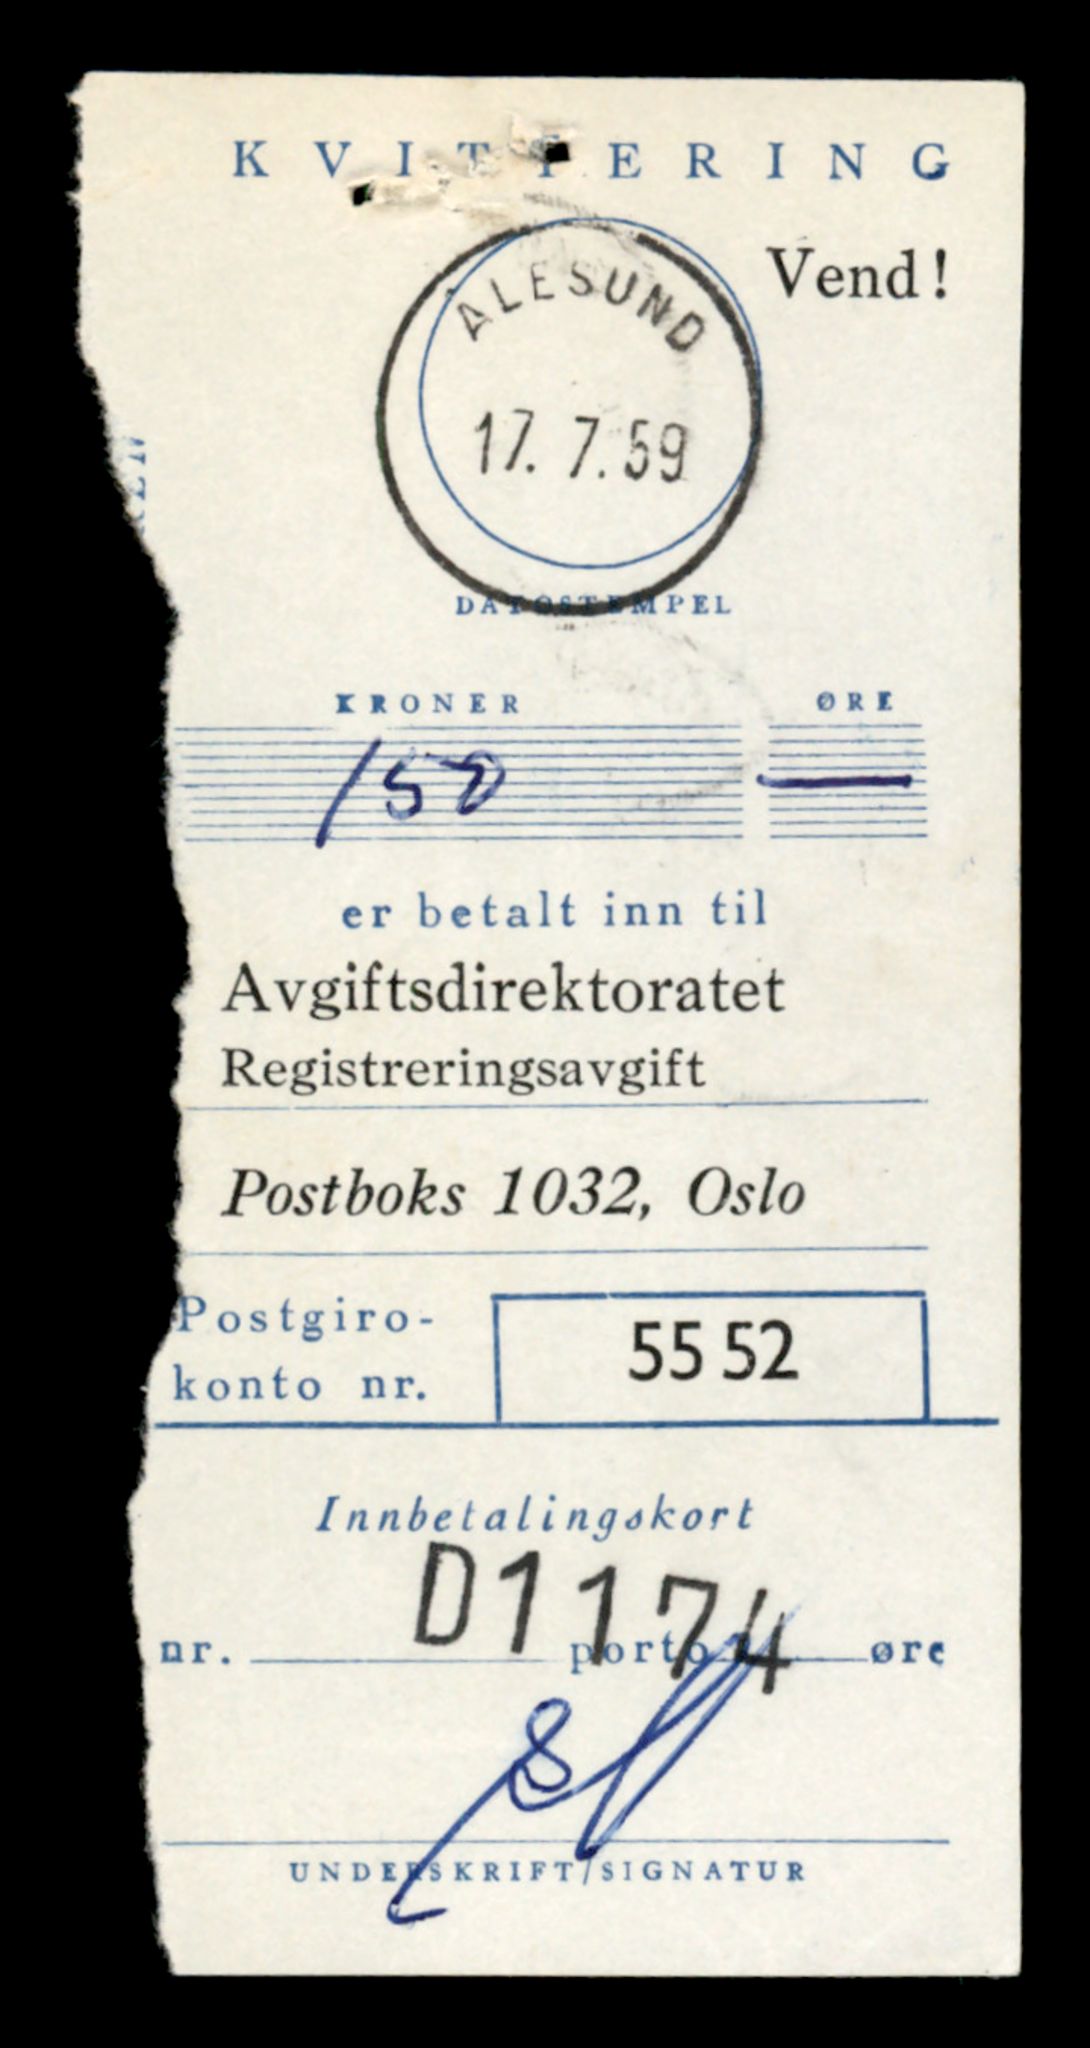 KVITTERING
Vend!
ÅLESUND
17. 7. 59
DATOSTEMPEL
KRONER ØRE
150 —
er betalt inn til
Avgiftsdirektoratet
Registreringsavgift
Postboks 1032, Oslo
Postgiro-
konto nr. 55 52
Innbetalingskort
D1174
nr. porto øre
UNDERSKRIFT/SIGNATUR